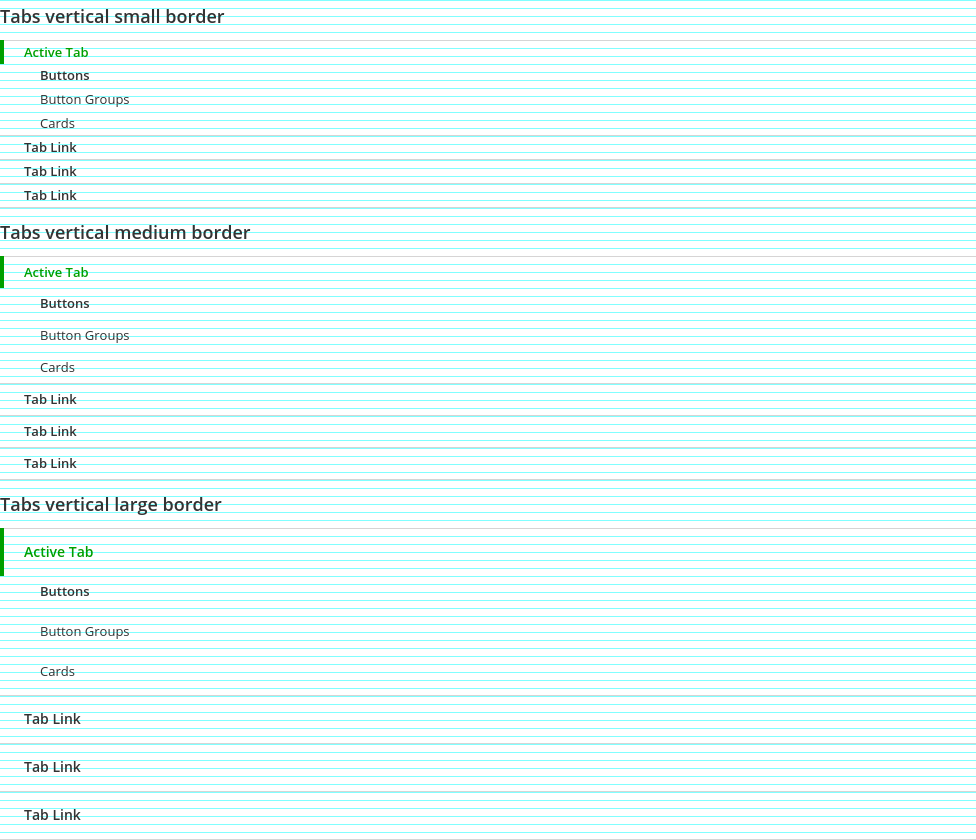 Tabs vertical small border
Active Tab
Buttons
Button Groups
Cards
Tab Link
Tab Link
Tab Link
Tabs vertical medium border
Active Tab
Buttons
Button Groups
Cards
Tab Link
Tab Link
Tab Link
Tabs vertical large border
Active Tab
Buttons
Button Groups
Cards
Tab Link
Tab Link
Tab Link